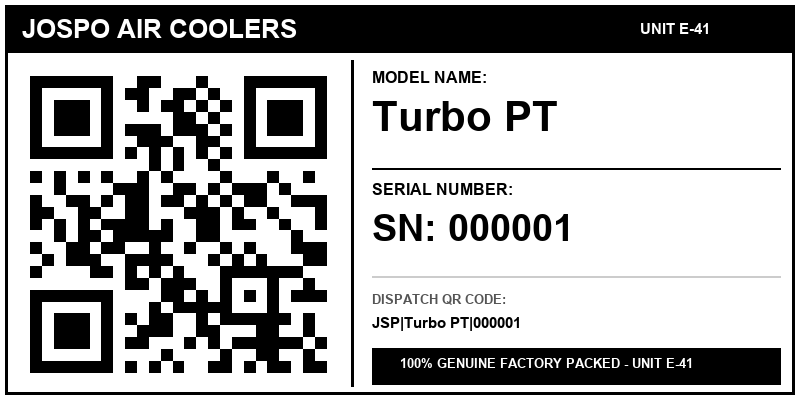 JOSPO AIR COOLERS
UNIT E-41
MODEL NAME:
Turbo PT
SERIAL NUMBER:
SN: 000001
DISPATCH QR CODE:
JSP|Turbo PT|000001
100% GENUINE FACTORY PACKED - UNIT E-41